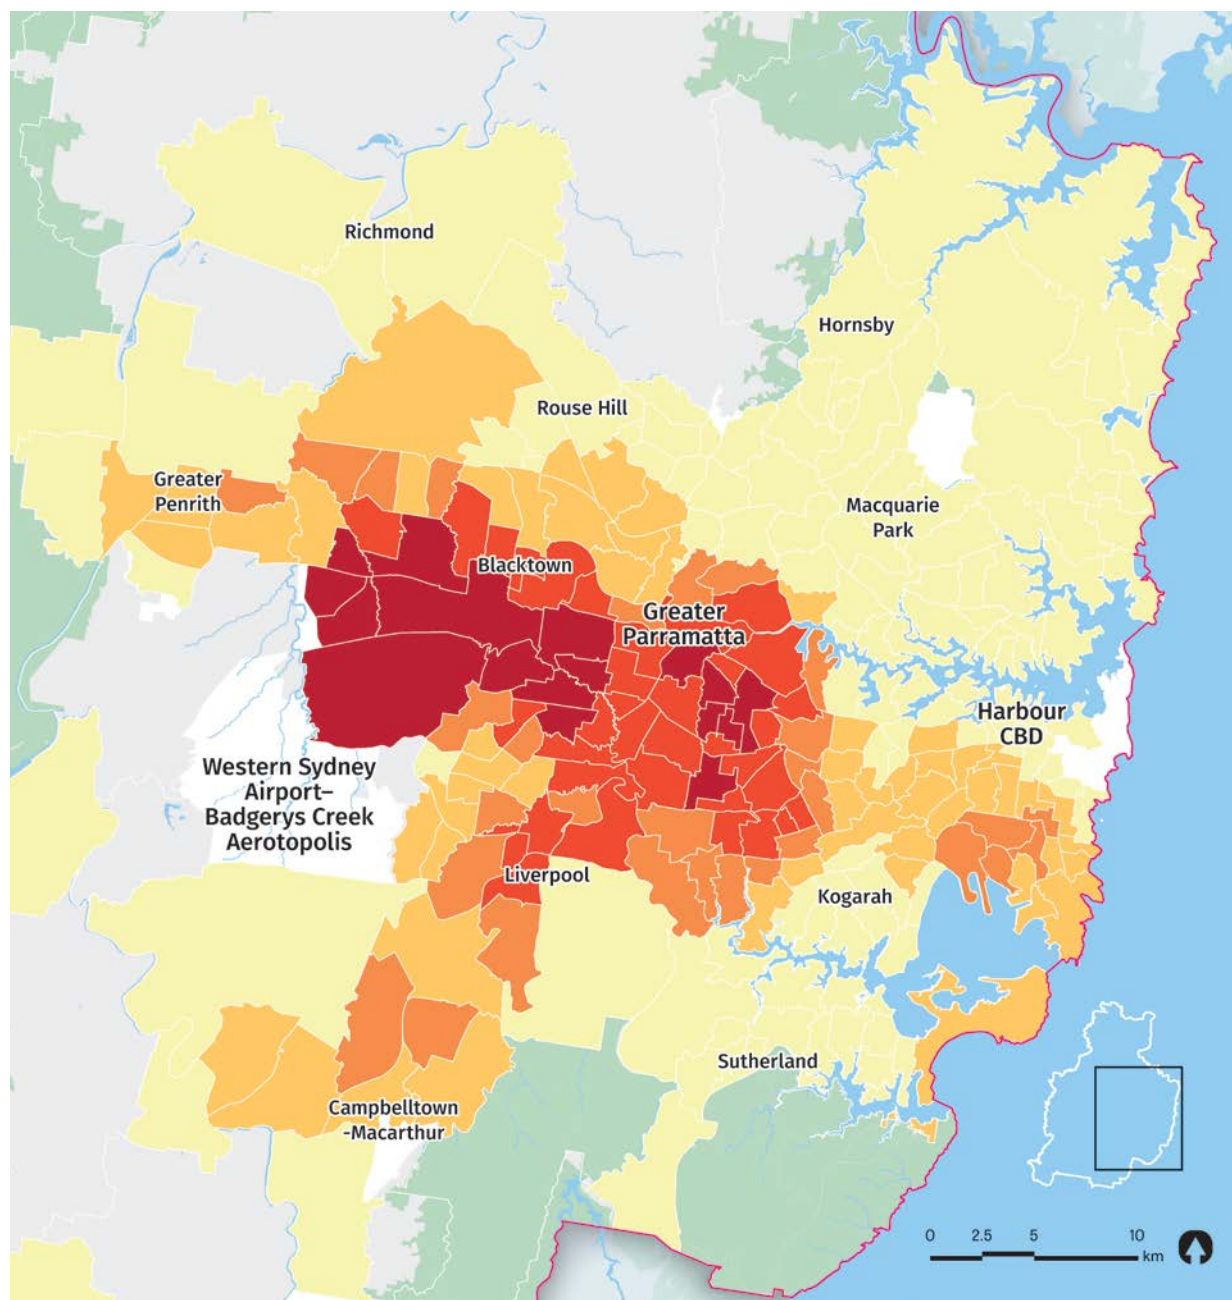 Richmond
Hornsby
Rouse Hill
Greater
Penrith
Macquarie
Park
Blacktown
Greater
Parramatta
Harbour
CBD
Western Sydney
Airport–
Badgerys Creek
Aerotopolis
Liverpool
Kogarah
Sutherland
Campbelltown
-Macarthur
0 2.5 5 10
km